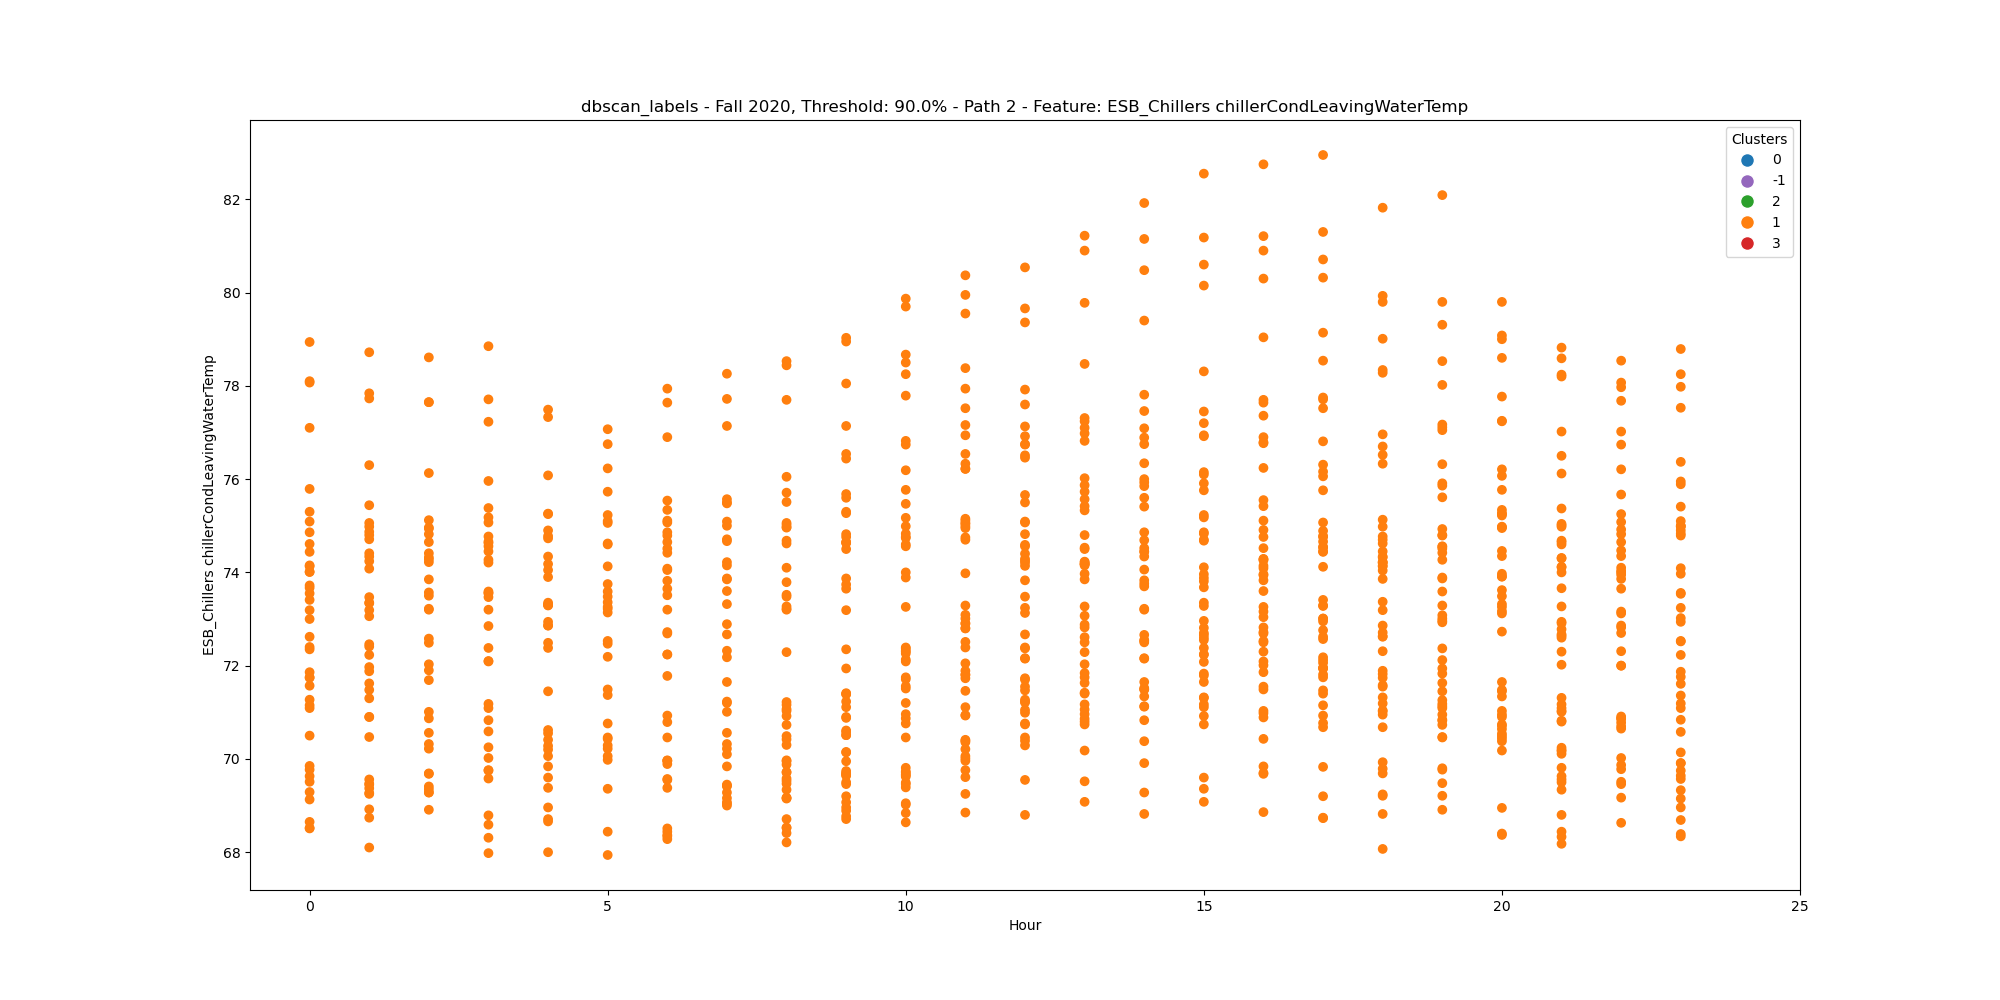 dbscan_labels - Fall 2020, Threshold: 90.0% - Path 2 - Feature: ESB_Chillers chillerCondLeavingWaterTemp
Clusters
0
-1
2
1
3
ESB_Chillers chillerCondLeavingWaterTemp
82
80
78
76
74
72
70
68
0 5 10 15 20 25
Hour